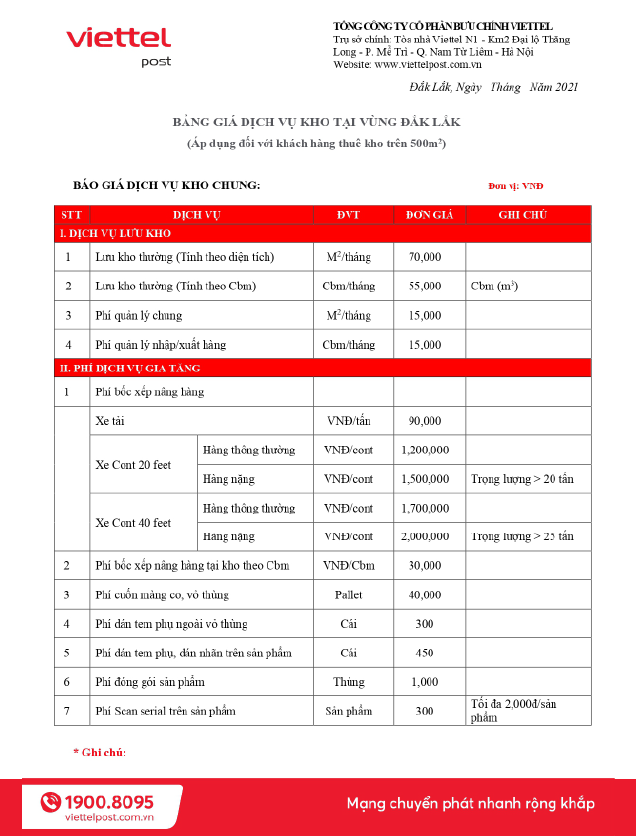 viettel
post
TỔNG CÔNG TY CỔ PHẦN BƯU CHÍNH VIETTEL
Trụ sở chính: Tòa nhà Viettel N1 - Km2 Đại lộ Thăng
Long - P. Mễ Trì - Q. Nam Từ Liêm - Hà Nội
Website: www.viettelpost.com.vn
Đắk Lắk, Ngày Tháng Năm 2021
BẢNG GIÁ DỊCH VỤ KHO TẠI VÙNG ĐẮK LẮK
(Áp dụng đối với khách hàng thuê kho trên 500m²)
BÁO GIÁ DỊCH VỤ KHO CHUNG: Đơn vị: VNĐ
STT DỊCH VỤ ĐVT ĐƠN GIÁ GHI CHÚ
I. DỊCH VỤ LƯU KHO
1 Lưu kho thường (Tính theo diện tích) M²/tháng 70,000
2 Lưu kho thường (Tính theo Cbm) Cbm/tháng 55,000 Cbm (m³)
3 Phí quản lý chung M²/tháng 15,000
4 Phí quản lý nhập/xuất hàng Cbm/tháng 15,000
II. PHÍ DỊCH VỤ GIA TĂNG
1 Phí bốc xếp nâng hàng
Xe tải VNĐ/tấn 90,000
Xe Cont 20 feet Hàng thông thường VNĐ/cont 1,200,000
Hàng nặng VNĐ/cont 1,500,000 Trọng lượng > 20 tấn
Xe Cont 40 feet Hàng thông thường VNĐ/cont 1,700,000
Hàng nặng VNĐ/cont 2,000,000 Trọng lượng > 25 tấn
2 Phí bốc xếp nâng hàng tại kho theo Cbm VNĐ/Cbm 30,000
3 Phí cuốn màng co, vỏ thùng Pallet 40,000
4 Phí dán tem phụ ngoài vỏ thùng Cái 300
5 Phí dán tem phụ, dán nhãn trên sản phẩm Cái 450
6 Phí đóng gói sản phẩm Thùng 1,000
7 Phí Scan serial trên sản phẩm Sản phẩm 300 Tối đa 2,000đ/sản
phẩm
* Ghi chú:
1900.8095
viettelpost.com.vn
Mạng chuyển phát nhanh rộng khắp